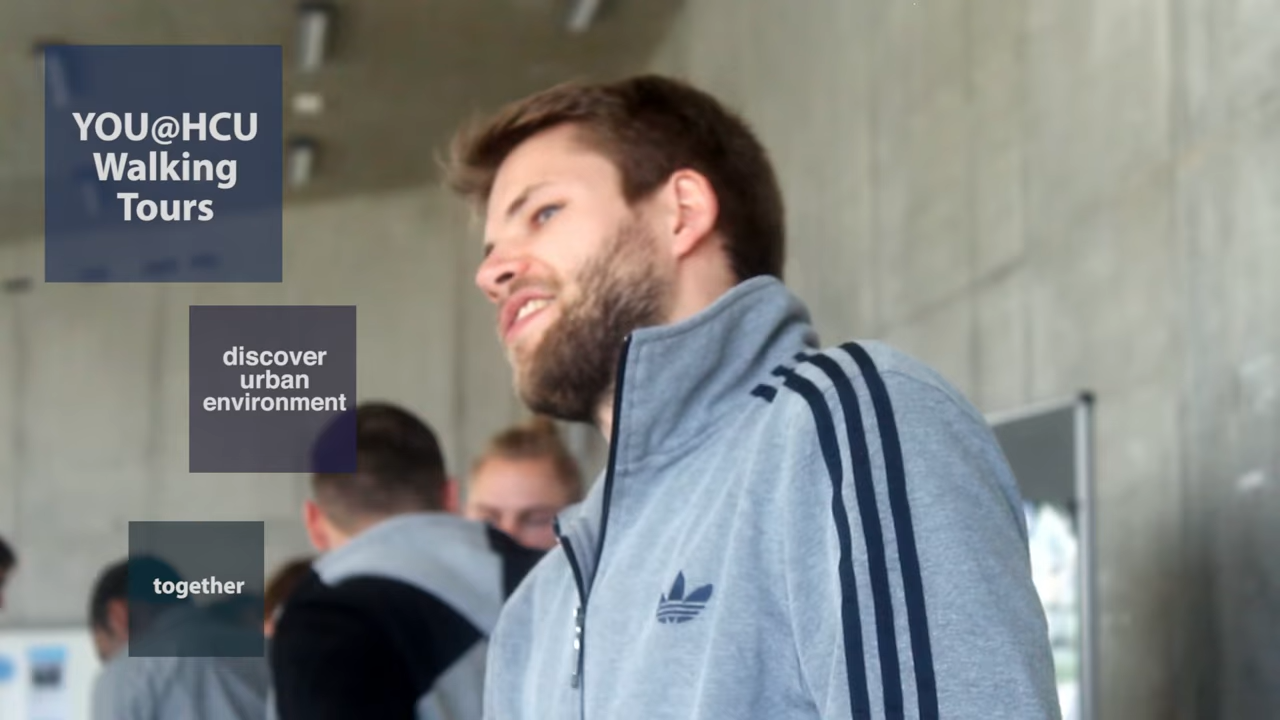 YOU@HCU
Walking
Tours
discover
urban
environment
together